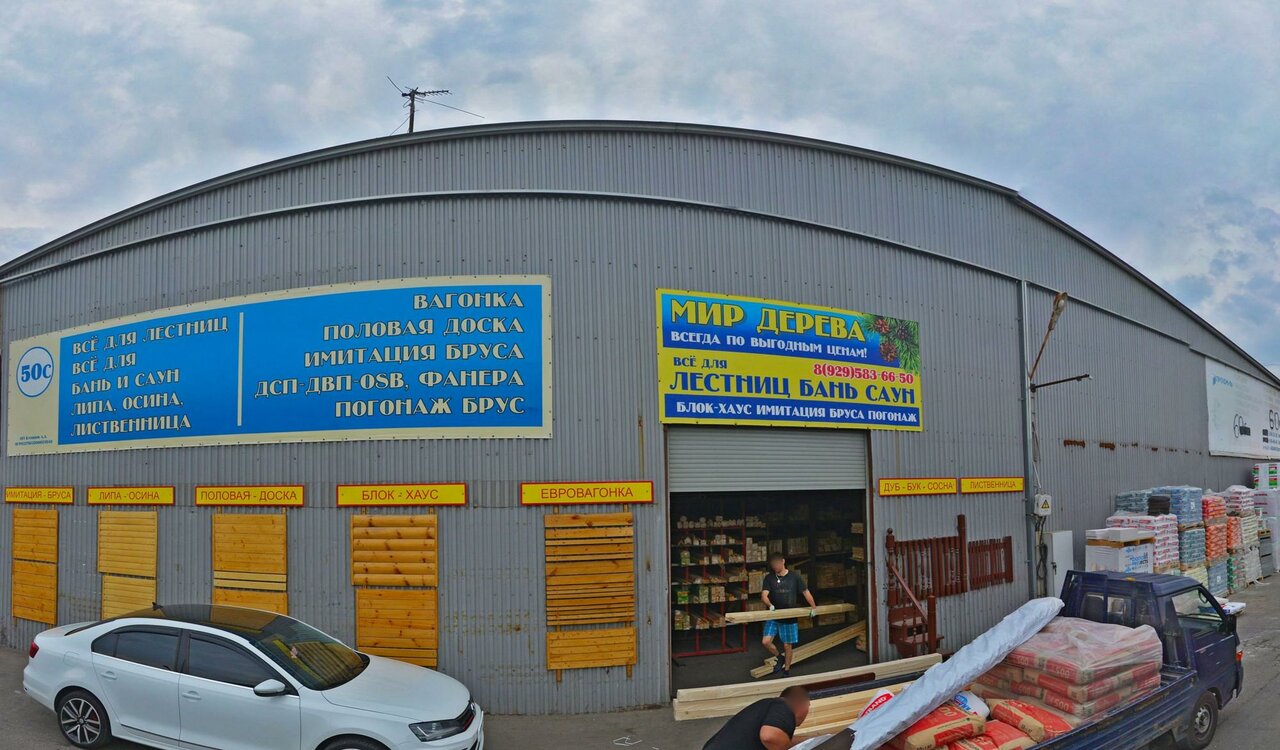 50С
ВСЁ ДЛЯ ЛЕСТНИЦ
ВСЁ ДЛЯ
БАНЬ И САУН
ЛИПА, ОСИНА,
ЛИСТВЕННИЦА
ВАГОНКА
ПОЛОВАЯ ДОСКА
ИМИТАЦИЯ БРУСА
ДСП-ДВП-OSB, ФАНЕРА
ПОГОНАЖ БРУС
МИР ДЕРЕВА
ВСЕГДА ПО ВЫГОДНЫМ ЦЕНАМ!
8(929)583-66-50
ВСЁ ДЛЯ
ЛЕСТНИЦ БАНЬ САУН
БЛОК-ХАУС ИМИТАЦИЯ БРУСА ПОГОНАЖ
ИМИТАЦИЯ - БРУСА
ЛИПА - ОСИНА
ПОЛОВАЯ - ДОСКА
БЛОК - ХАУС
ЕВРОВАГОНКА
ДУБ - БУК - СОСНА
ЛИСТВЕННИЦА